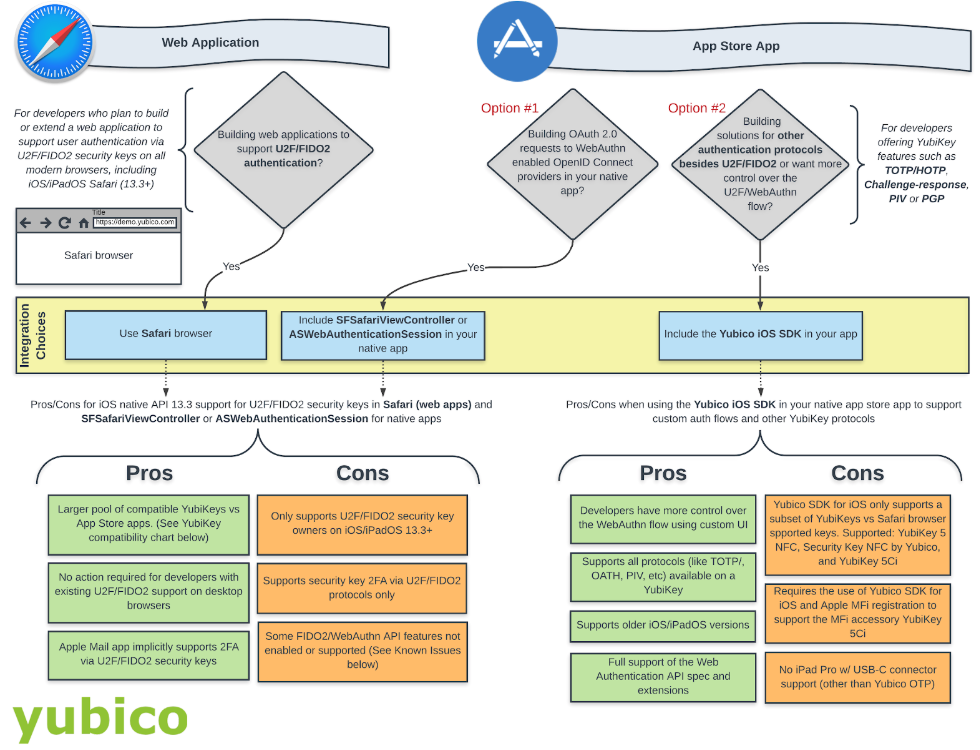 Web Application
App Store App
For developers who plan to build
or extend a web application to
support user authentication via
U2F/FIDO2 security keys on all
modern browsers, including
iOS/iPadOS Safari (13.3+)
Building web applications to
support U2F/FIDO2
authentication?
Option #1
Building OAuth 2.0
requests to WebAuthn
enabled OpenID Connect
providers in your native
app?
Option #2
Building
solutions for other
authentication protocols
besides U2F/FIDO2 or want more
control over the
U2F/WebAuthn
flow?
For developers
offering YubiKey
features such as
TOTP/HOTP,
Challenge-response,
PIV or PGP
Title
https://demo.yubico.com
Safari browser
Yes
Yes
Yes
Integration
Choices
Use Safari browser
Include SFSafariViewController or
ASWebAuthenticationSession in your
native app
Include the Yubico iOS SDK in your app
Pros/Cons for iOS native API 13.3 support for U2F/FIDO2 security keys in Safari (web apps) and
SFSafariViewController or ASWebAuthenticationSession for native apps
Pros/Cons when using the Yubico iOS SDK in your native app store app to support
custom auth flows and other YubiKey protocols
Pros
Larger pool of compatible YubiKeys vs
App Store apps. (See YubiKey
compatibility chart below)
No action required for developers with
existing U2F/FIDO2 support on desktop
browsers
Apple Mail app implicitly supports 2FA
via U2F/FIDO2 security keys
Cons
Only supports U2F/FIDO2 security key
owners on iOS/iPadOS 13.3+
Supports security key 2FA via U2F/FIDO2
protocols only
Some FIDO2/WebAuthn API features not
enabled or supported (See Known Issues
below)
Pros
Developers have more control over
the WebAuthn flow using custom UI
Supports all protocols (like TOTP/,
OATH, PIV, etc) available on a
YubiKey
Supports older iOS/iPadOS versions
Full support of the Web
Authentication API spec and
extensions
Cons
Yubico SDK for iOS only supports a
subset of YubiKeys vs Safari browser
spported keys. Supported: YubiKey 5
NFC, Security Key NFC by Yubico,
and YubiKey 5Ci
Requires the use of Yubico SDK for
iOS and Apple MFi registration to
support the MFi accessory YubiKey
5Ci
No iPad Pro w/ USB-C connector
support (other than Yubico OTP)
yubico